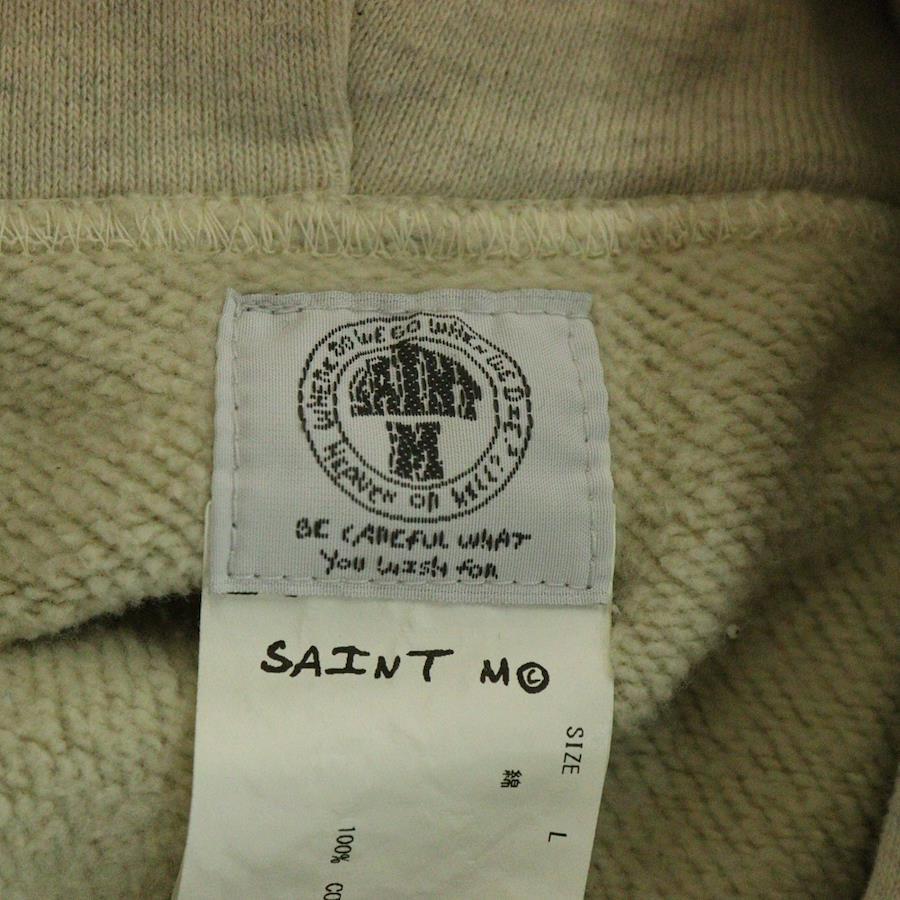 WHERE DO WE GO WHEN WE DIE?
HEAVEN OR HELL
SAINT
M
BE CAREFUL WHAT
YOU WISH FOR
SAINT M©
SIZE L
綿
100% CO